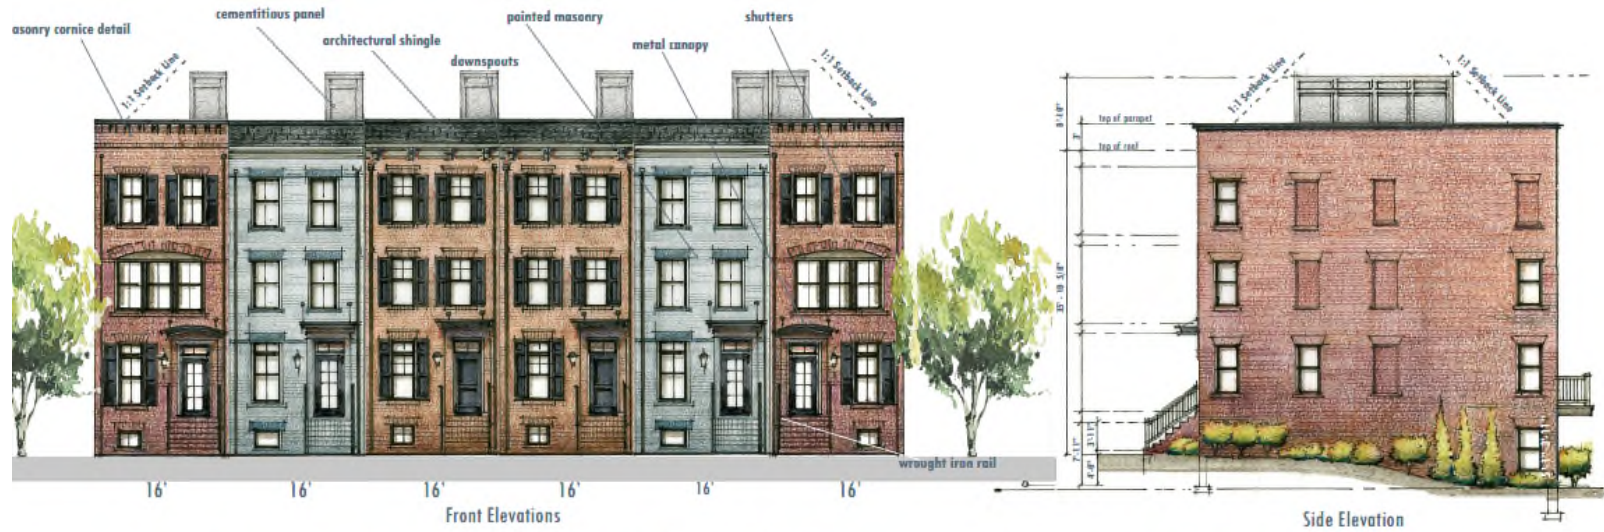 asonry cornice detail
cementitious panel
architectural shingle
downspouts
painted masonry
metal canopy
shutters
1:1 Setback Line
1:1 Setback Line
wrought iron rail
16'
16'
16'
16'
16'
16'
Front Elevations
1:1 Setback Line
1:1 Setback Line
top of parapet
top of roof
3'
Side Elevation